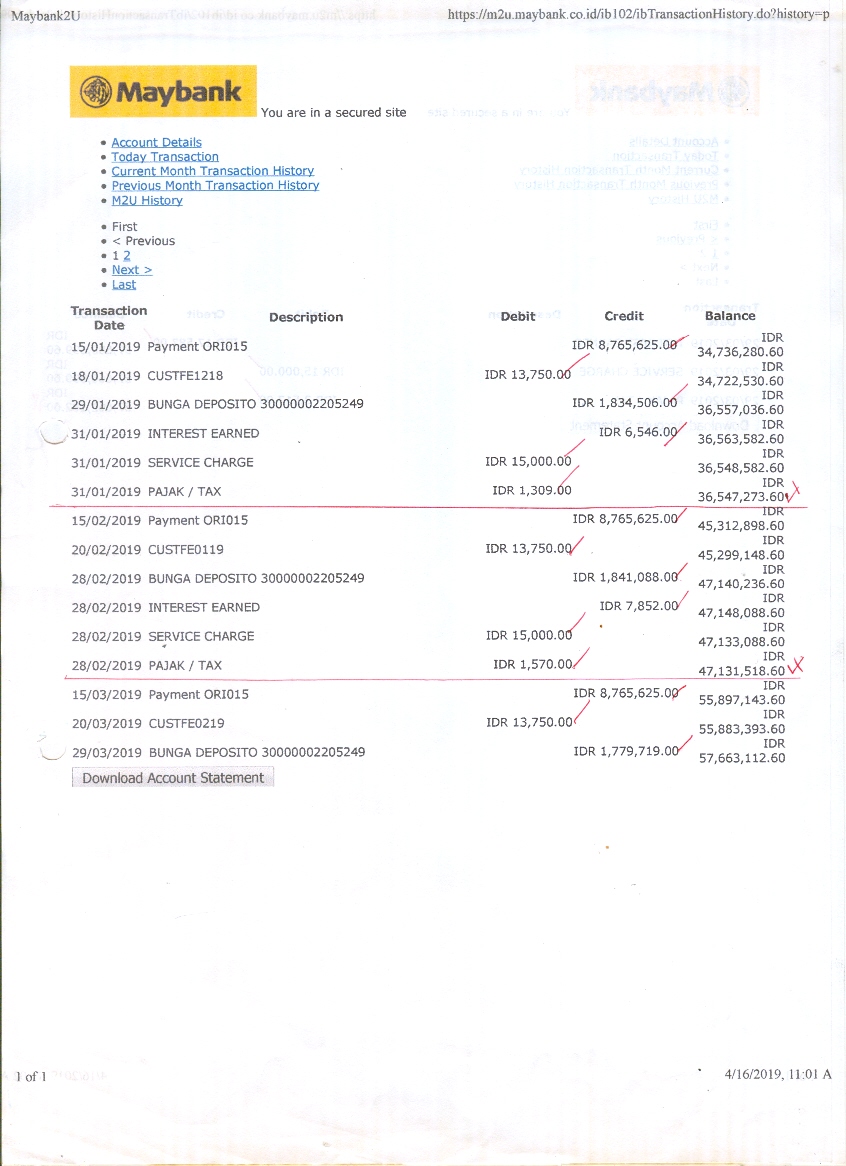 Maybank2U https://m2u.maybank.co.id/ib102/ibTransactionHistory.do?history=p
Maybank You are in a secured site
• Account Details
• Today Transaction
• Current Month Transaction History
• Previous Month Transaction History
• M2U History
• First
• < Previous
• 1 2
• Next >
• Last
Transaction Date Description Debit Credit Balance
15/01/2019 Payment ORI015 IDR 8,765,625.00 IDR 34,736,280.60
18/01/2019 CUSTFE1218 IDR 13,750.00 IDR 34,722,530.60
29/01/2019 BUNGA DEPOSITO 30000002205249 IDR 1,834,506.00 IDR 36,557,036.60
31/01/2019 INTEREST EARNED IDR 6,546.00 IDR 36,563,582.60
31/01/2019 SERVICE CHARGE IDR 15,000.00 IDR 36,548,582.60
31/01/2019 PAJAK / TAX IDR 1,309.00 IDR 36,547,273.60
15/02/2019 Payment ORI015 IDR 8,765,625.00 IDR 45,312,898.60
20/02/2019 CUSTFE0119 IDR 13,750.00 IDR 45,299,148.60
28/02/2019 BUNGA DEPOSITO 30000002205249 IDR 1,841,088.00 IDR 47,140,236.60
28/02/2019 INTEREST EARNED IDR 7,852.00 IDR 47,148,088.60
28/02/2019 SERVICE CHARGE IDR 15,000.00 IDR 47,133,088.60
28/02/2019 PAJAK / TAX IDR 1,570.00 IDR 47,131,518.60
15/03/2019 Payment ORI015 IDR 8,765,625.00 IDR 55,897,143.60
20/03/2019 CUSTFE0219 IDR 13,750.00 IDR 55,883,393.60
29/03/2019 BUNGA DEPOSITO 30000002205249 IDR 1,779,719.00 IDR 57,663,112.60
Download Account Statement
1 of 1 4/16/2019, 11:01 A